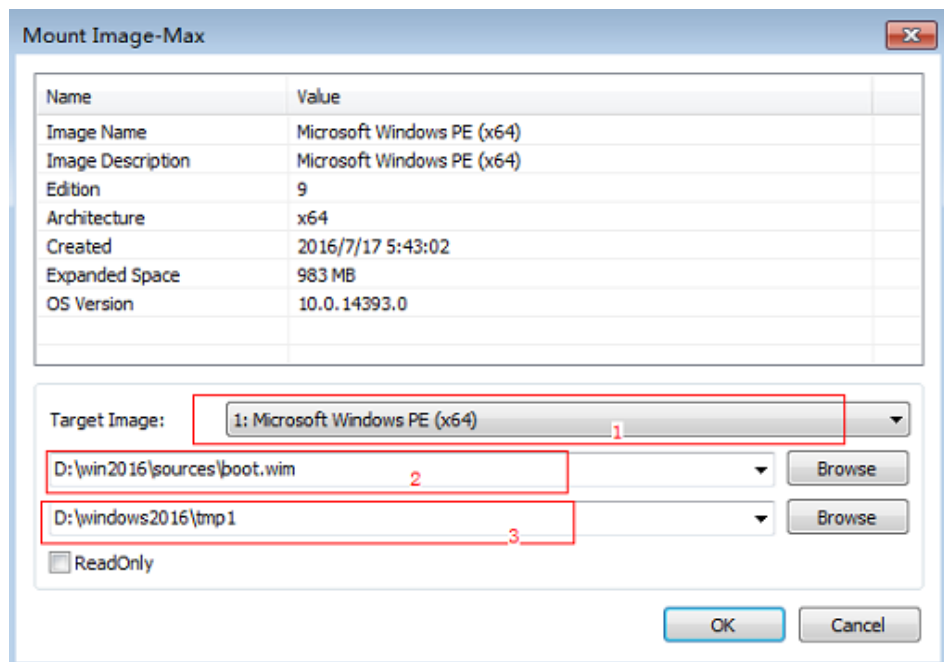 Mount Image-Max
Name Value
Image Name Microsoft Windows PE (x64)
Image Description Microsoft Windows PE (x64)
Edition 9
Architecture x64
Created 2016/7/17 5:43:02
Expanded Space 983 MB
OS Version 10.0.14393.0
Target Image: 1: Microsoft Windows PE (x64) 1
D:\win2016\sources\boot.wim 2 Browse
D:\windows2016\tmp1 3 Browse
ReadOnly
OK Cancel